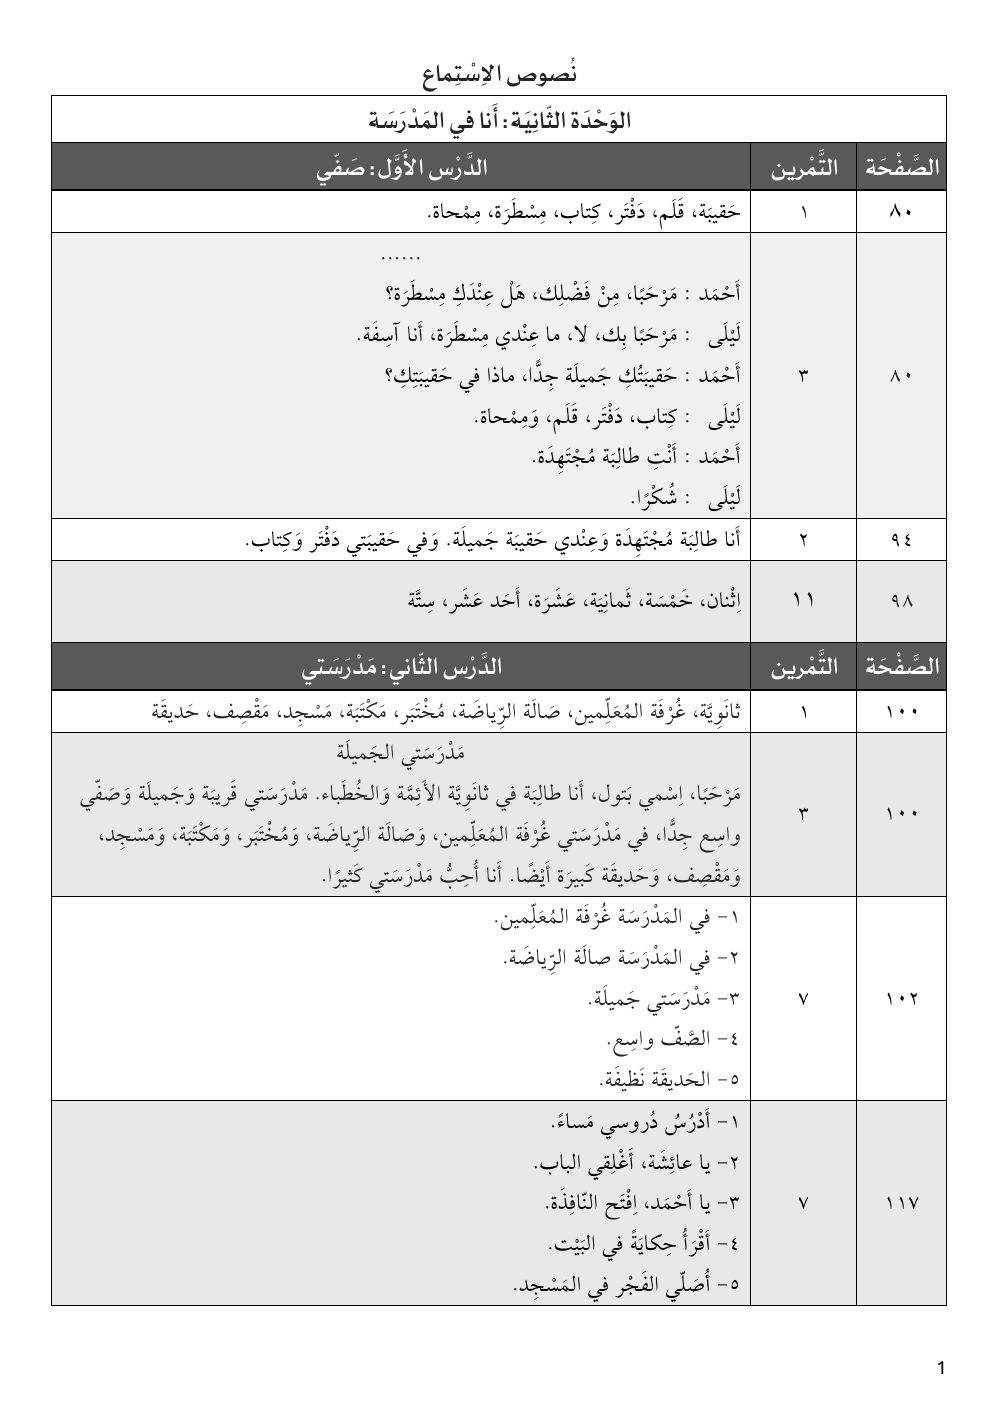 نُصوص الاِسْتِماع
الوَحْدَة الثّانِيَة: أَنا في المَدْرَسَة
الصَّفْحَة التَّمْرين الدَّرْس الأَوَّل: صَفّي
٨٠ ١ حَقيبَة، قَلَم، دَفْتَر، كِتاب، مِسْطَرَة، مِمْحاة.
......
أَحْمَد : مَرْحَبًا، مِنْ فَضْلِك، هَلْ عِنْدَكِ مِسْطَرَة؟
لَيْلَى : مَرْحَبًا بِك، لا، ما عِنْدي مِسْطَرَة، أَنا آسِفَة.
٨٠ ٣ أَحْمَد : حَقيبَتُكِ جَميلَة جِدًّا، ماذا في حَقيبَتِكِ؟
لَيْلَى : كِتاب، دَفْتَر، قَلَم، وَمِمْحاة.
أَحْمَد : أَنْتِ طالِبَة مُجْتَهِدَة.
لَيْلَى : شُكْرًا.
٩٤ ٢ أَنا طالِبَة مُجْتَهِدَة وَعِنْدي حَقيبَة جَميلَة. وَفي حَقيبَتي دَفْتَر وَكِتاب.
٩٨ ١١ اِثْنان، خَمْسَة، ثَمانِيَة، عَشَرَة، أَحَد عَشَر، سِتَّة
الصَّفْحَة التَّمْرين الدَّرْس الثّاني: مَدْرَسَتي
١٠٠ ١ ثانَوِيَّة، غُرْفَة المُعَلِّمين، صَالَة الرِّياضَة، مُخْتَبَر، مَكْتَبَة، مَسْجِد، مَقْصِف، حَديقَة
مَدْرَسَتي الجَميلَة
مَرْحَبًا، اِسْمي بَتول، أَنا طالِبَة في ثانَوِيَّة الأَئِمَّة وَالخُطَباء. مَدْرَسَتي قَريبَة وَجَميلَة وَصَفّي
١٠٠ ٣ واسِع جِدًّا، في مَدْرَسَتي غُرْفَة المُعَلِّمين، وَصَالَة الرِّياضَة، وَمُخْتَبَر، وَمَكْتَبَة، وَمَسْجِد،
وَمَقْصِف، وَحَديقَة كَبيرَة أَيْضًا. أَنا أُحِبُّ مَدْرَسَتي كَثيرًا.
١- في المَدْرَسَة غُرْفَة المُعَلِّمين.
٢- في المَدْرَسَة صالَة الرِّياضَة.
١٠٢ ٧ ٣- مَدْرَسَتي جَميلَة.
٤- الصَّفّ واسِع.
٥- الحَديقَة نَظيفَة.
١- أَدْرُسُ دُروسي مَساءً.
٢- يا عائِشَة، أَغْلِقي الباب.
١١٧ ٧ ٣- يا أَحْمَد، اِفْتَح النّافِذَة.
٤- أَقْرَأُ حِكايَةً في البَيْت.
٥- أُصَلّي الفَجْر في المَسْجِد.
1